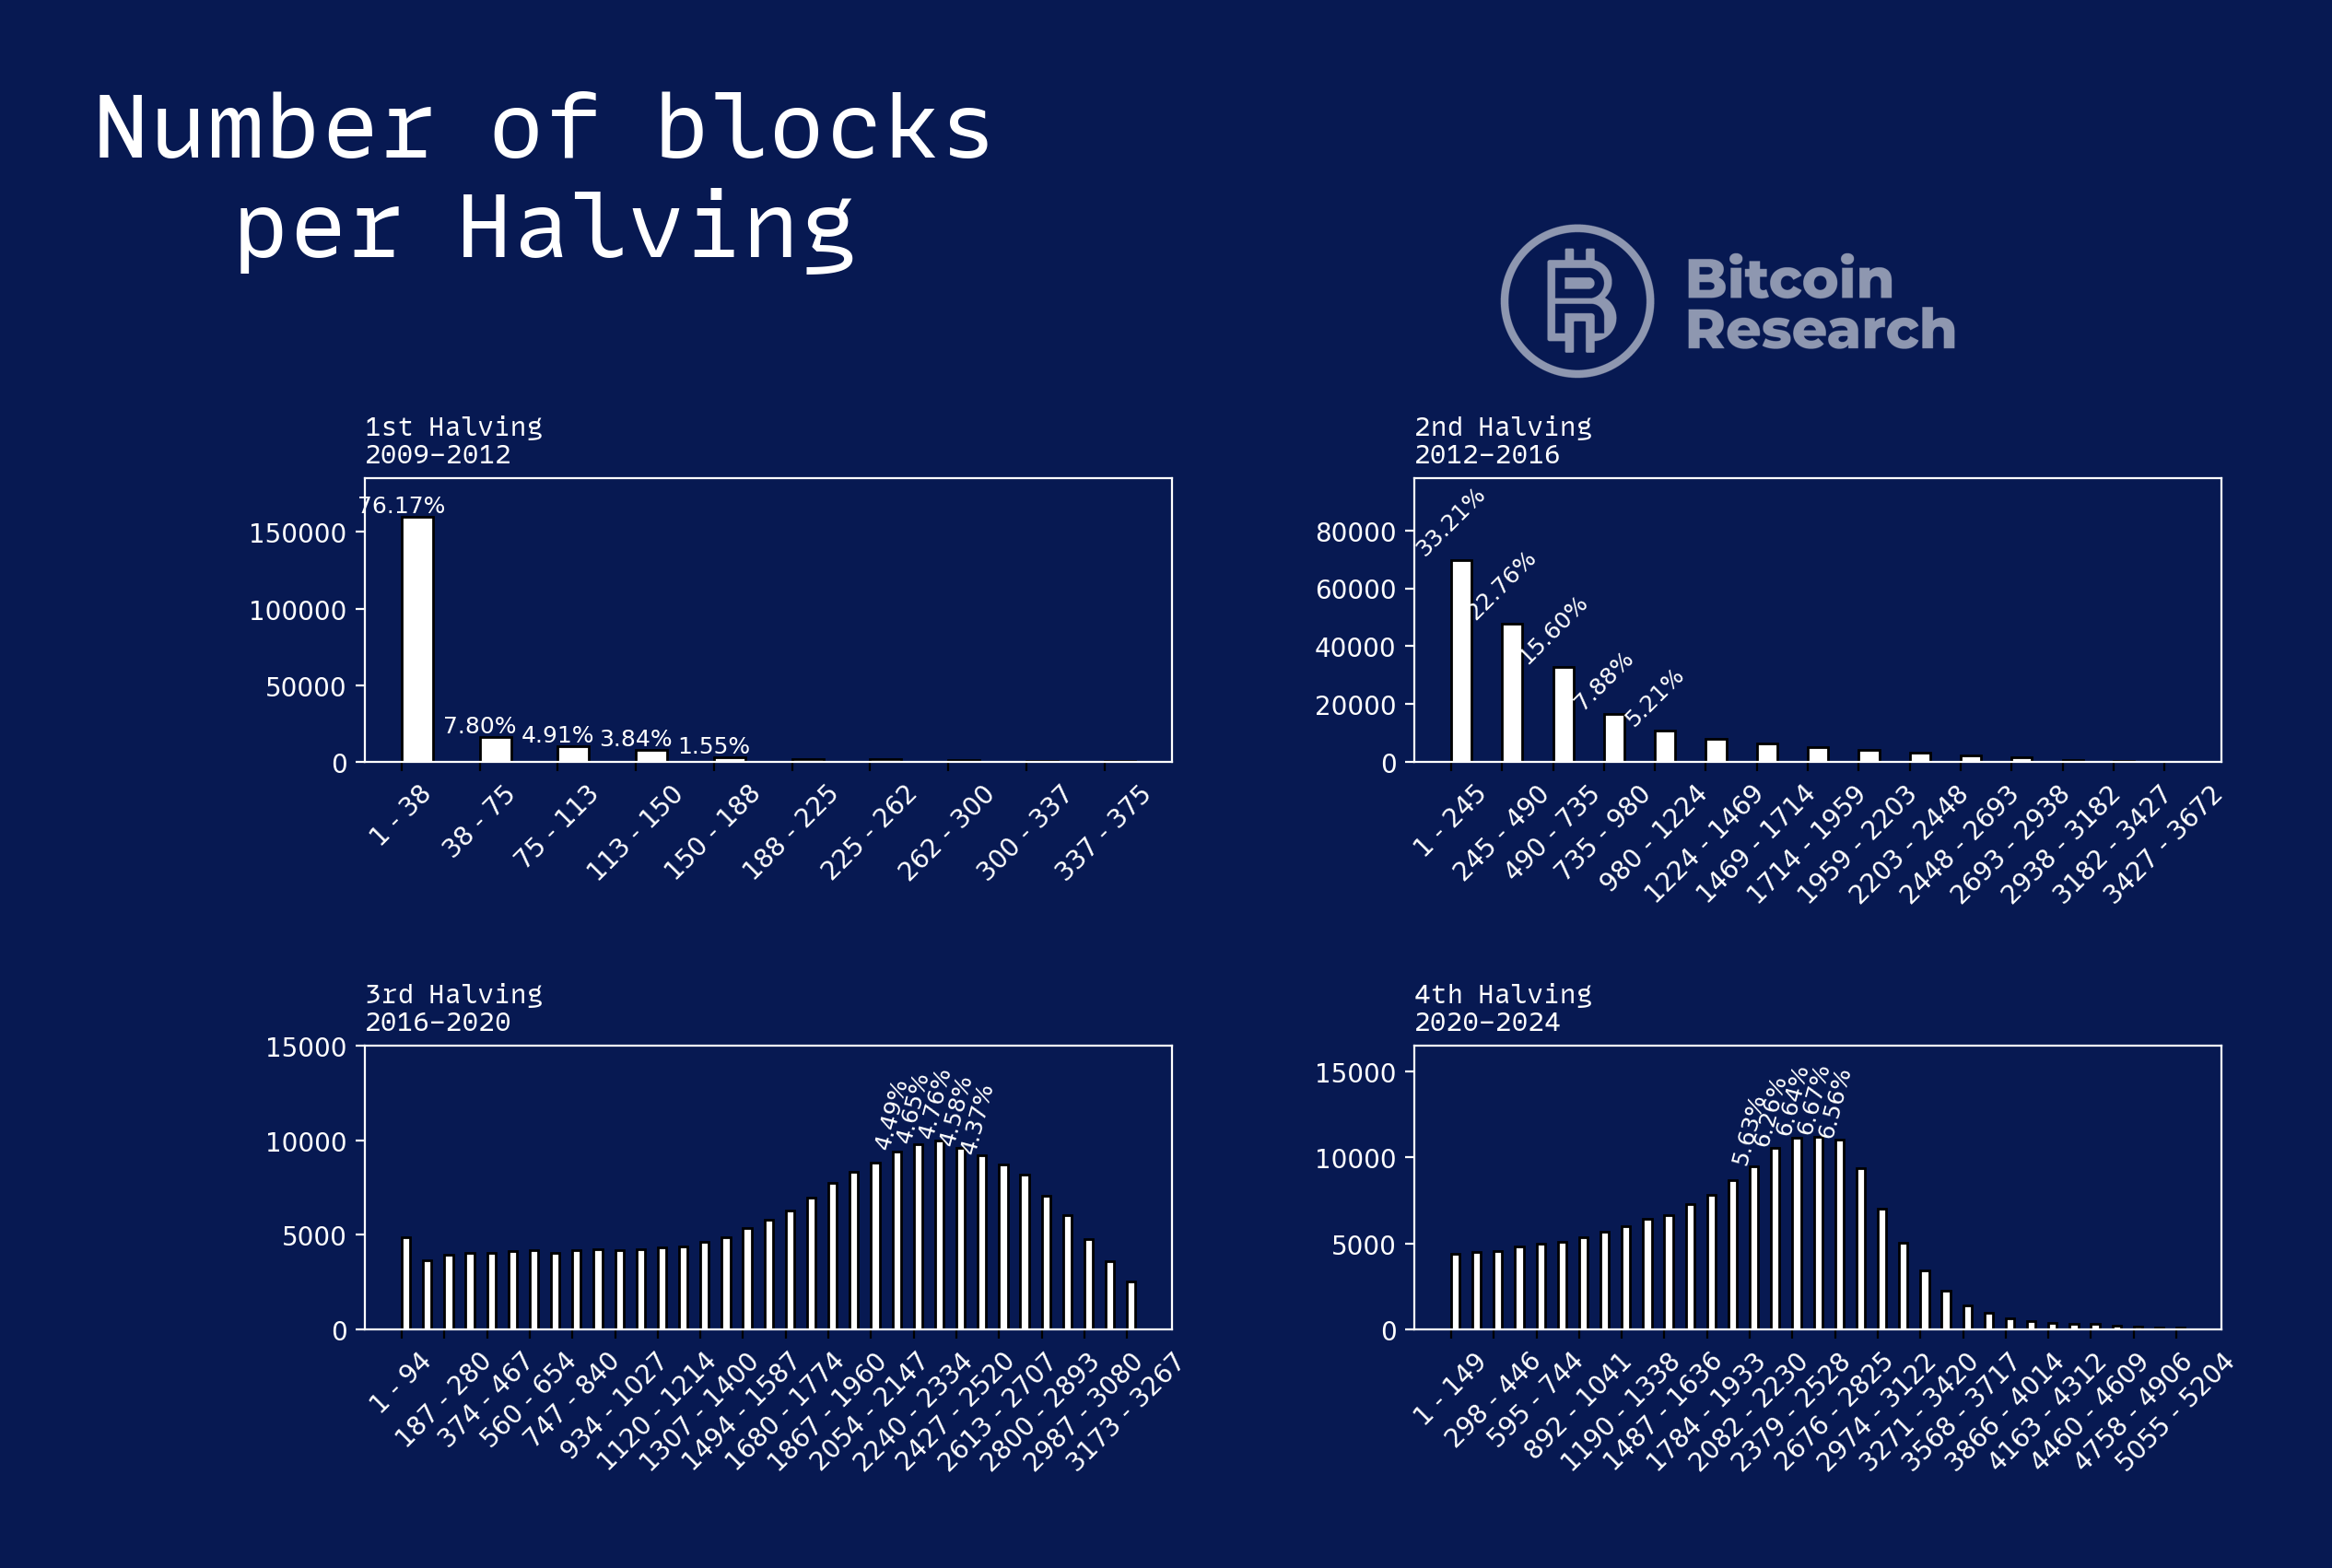 Number of blocks
per Halving
Bitcoin
Research
1st Halving
2009−2012
76.17%
7.80%
4.91%
3.84%
1.55%
150000
100000
50000
0
1 - 38
38 - 75
75 - 113
113 - 150
150 - 188
188 - 225
225 - 262
262 - 300
300 - 337
337 - 375
2nd Halving
2012−2016
33.21%
22.76%
15.60%
7.88%
5.21%
80000
60000
40000
20000
0
1 - 245
245 - 490
490 - 735
735 - 980
980 - 1224
1224 - 1469
1469 - 1714
1714 - 1959
1959 - 2203
2203 - 2448
2448 - 2693
2693 - 2938
2938 - 3182
3182 - 3427
3427 - 3672
3rd Halving
2016−2020
4.49%
4.65%
4.76%
4.58%
4.37%
15000
10000
5000
0
1 - 94
187 - 280
374 - 467
560 - 654
747 - 840
934 - 1027
1120 - 1214
1307 - 1400
1494 - 1587
1680 - 1774
1867 - 1960
2054 - 2147
2240 - 2334
2427 - 2520
2613 - 2707
2800 - 2893
2987 - 3080
3173 - 3267
4th Halving
2020−2024
5.63%
6.26%
6.64%
6.67%
6.56%
15000
10000
5000
0
1 - 149
298 - 446
595 - 744
892 - 1041
1190 - 1338
1487 - 1636
1784 - 1933
2082 - 2230
2379 - 2528
2676 - 2825
2974 - 3122
3271 - 3420
3568 - 3717
3866 - 4014
4163 - 4312
4460 - 4609
4758 - 4906
5055 - 5204